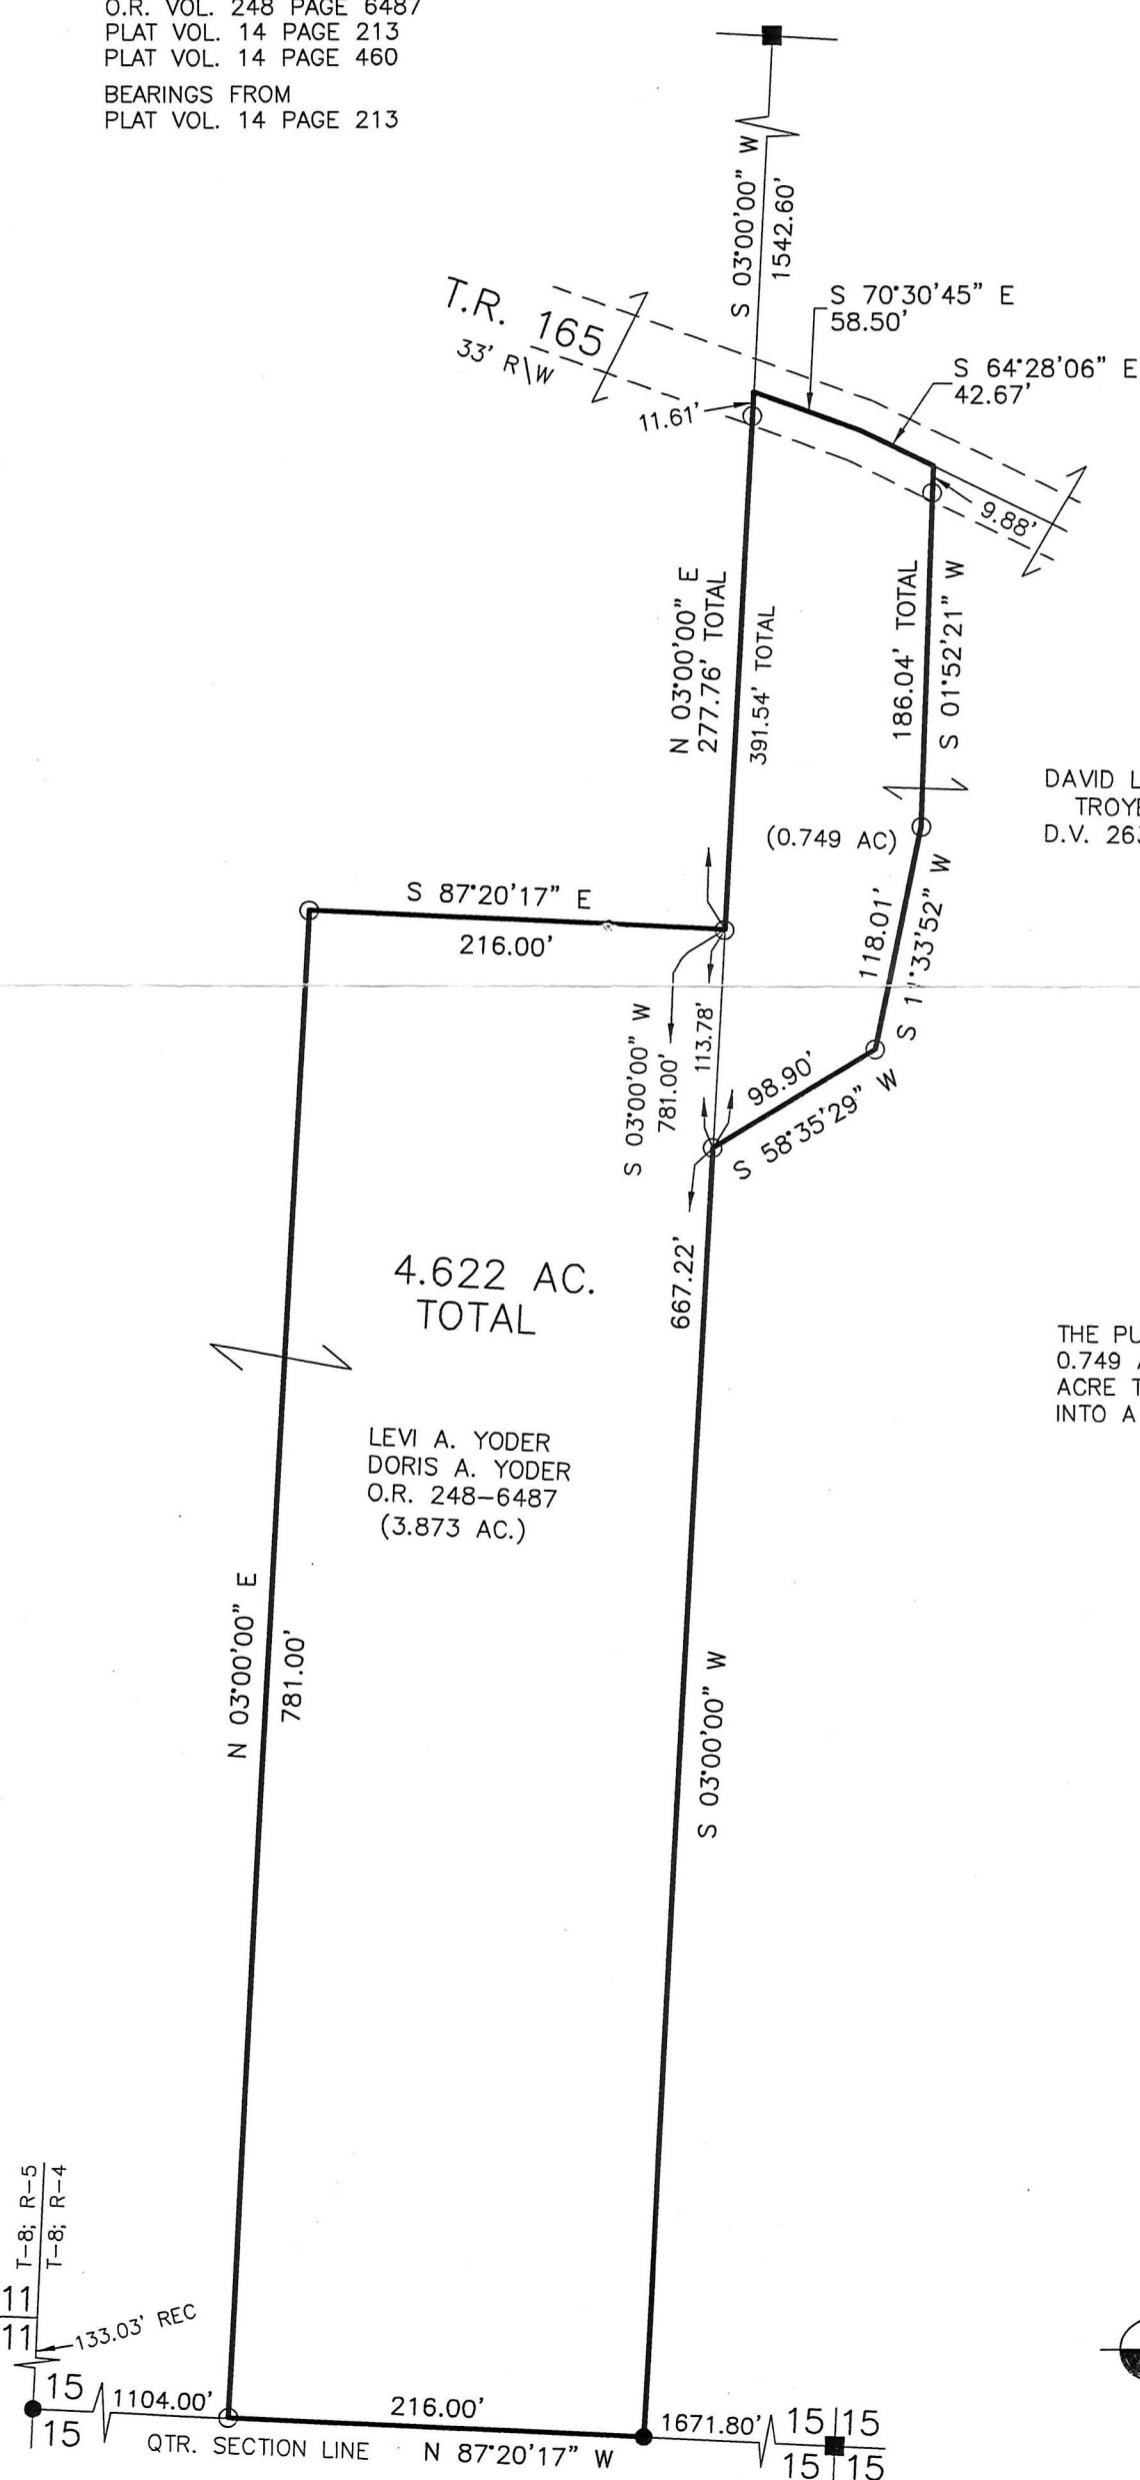 O.R. VOL. 248 PAGE 6487
PLAT VOL. 14 PAGE 213
PLAT VOL. 14 PAGE 460
BEARINGS FROM
PLAT VOL. 14 PAGE 213
S 03°00'00" W
1542.60'
T.R. 165
33' R\W
S 70°30'45" E
58.50'
S 64°28'06" E
42.67'
11.61'
9.88'
N 03°00'00" E
277.76' TOTAL
391.54' TOTAL
186.04' TOTAL
S 01°52'21" W
DAVID L
D.V. 263
(0.749 AC)
S 87°20'17" E
216.00'
118.01'
S 03°00'00" W
781.00'
113.78'
98.90'
S 58°35'29" W
667.22'
4.622 AC.
TOTAL
THE
0.749
ACRE
INTO A
LEVI A. YODER
DORIS A. YODER
O.R. 248-6487
(3.873 AC.)
N 03°00'00" E
781.00'
S 03°00'00" W
T-8; R-5
T-8; R-4
11
11
133.03' REC
15
15
1104.00'
216.00'
1671.80'
15 15
15 15
QTR. SECTION LINE
N 87°20'17" W